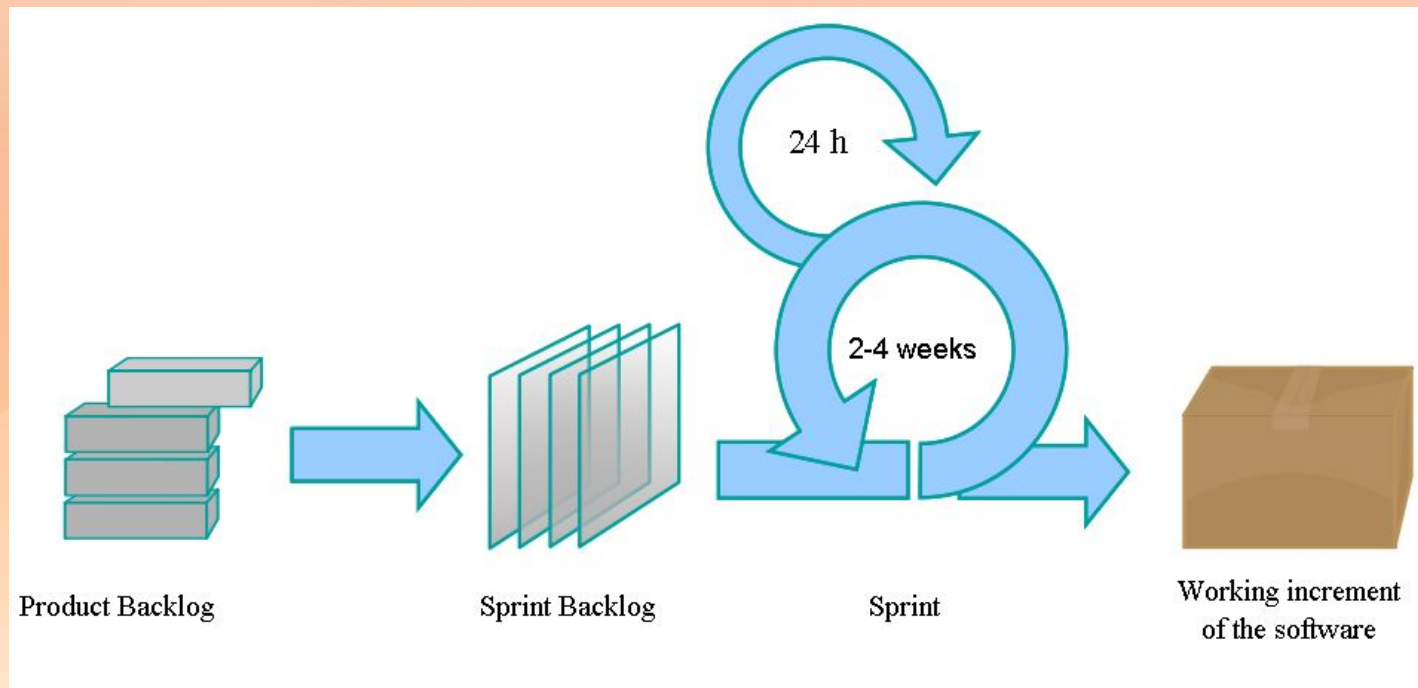 24 h
2-4 weeks
Product Backlog
Sprint Backlog
Sprint
Working increment
of the software